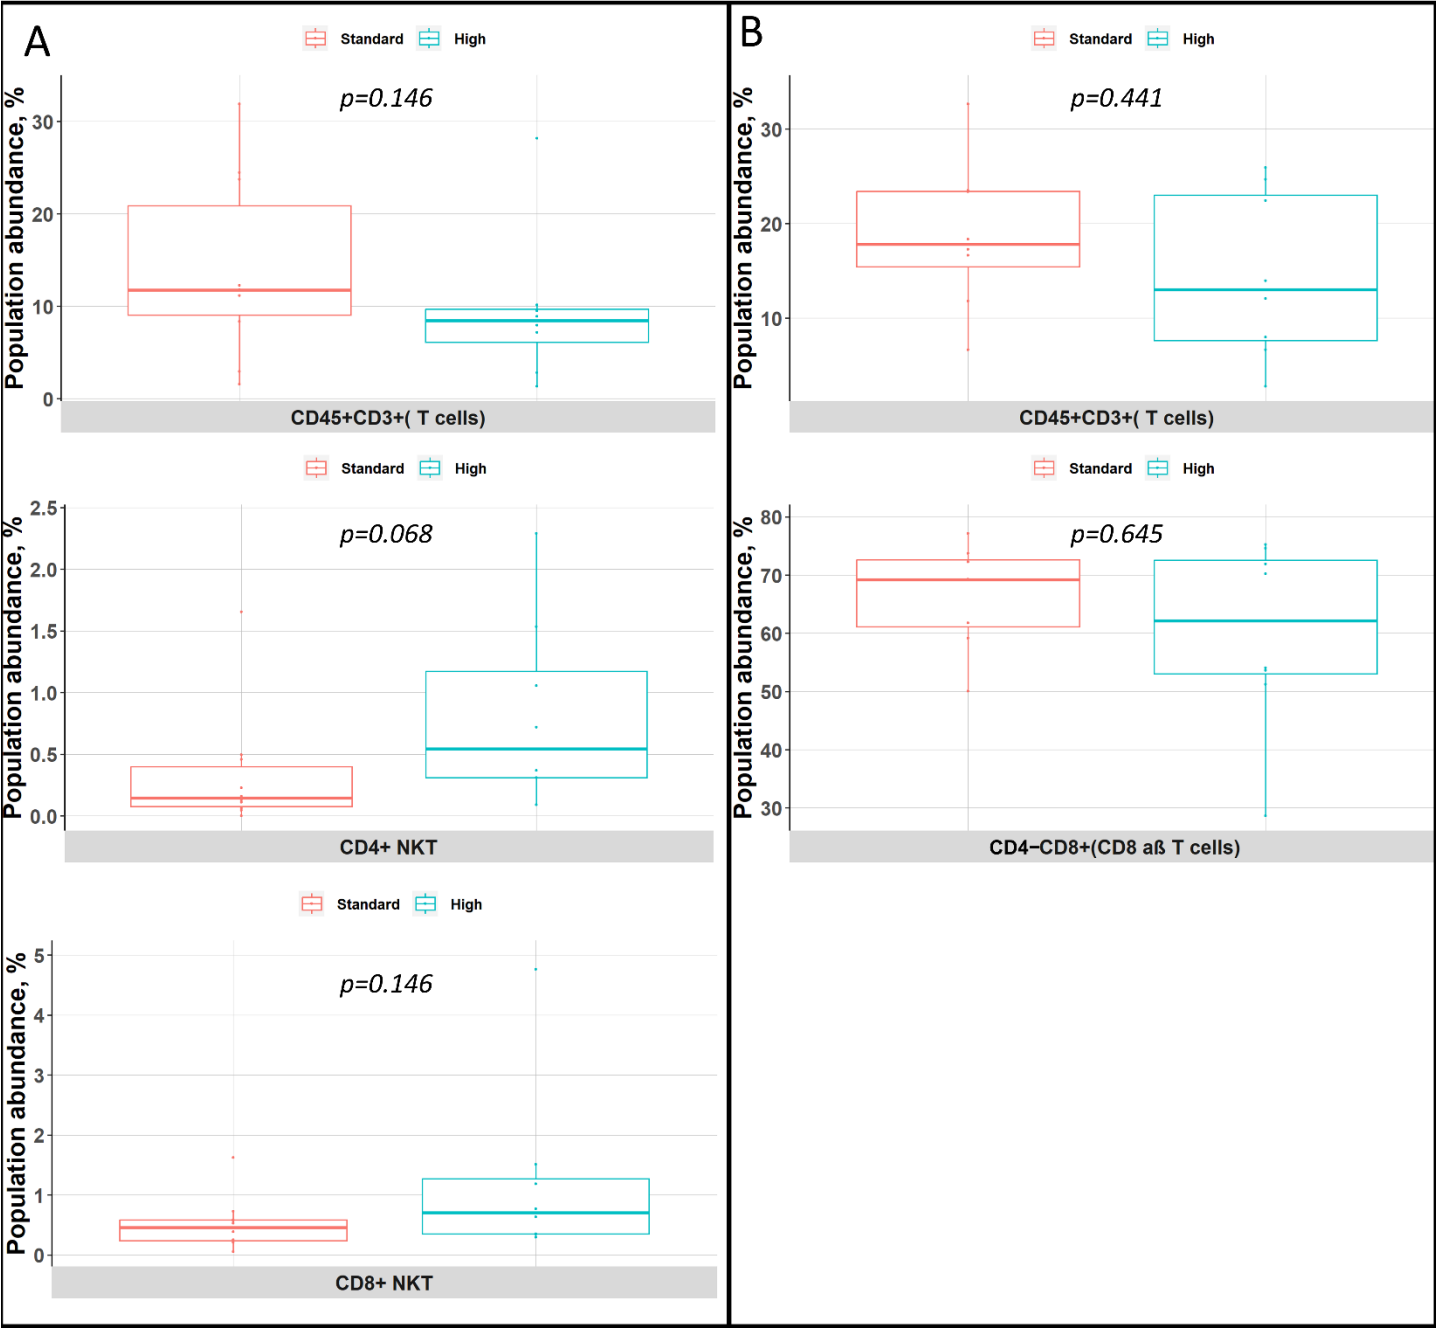 A
Standard High
p=0.146
Population abundance, %
30
20
10
0
CD45+CD3+( T cells)
Standard High
p=0.068
Population abundance, %
2.5
2.0
1.5
1.0
0.5
0.0
CD4+ NKT
Standard High
p=0.146
Population abundance, %
5
4
3
2
1
0
CD8+ NKT
B
Standard High
p=0.441
Population abundance, %
30
20
10
CD45+CD3+( T cells)
Standard High
p=0.645
Population abundance, %
80
70
60
50
40
30
CD4−CD8+(CD8 aß T cells)